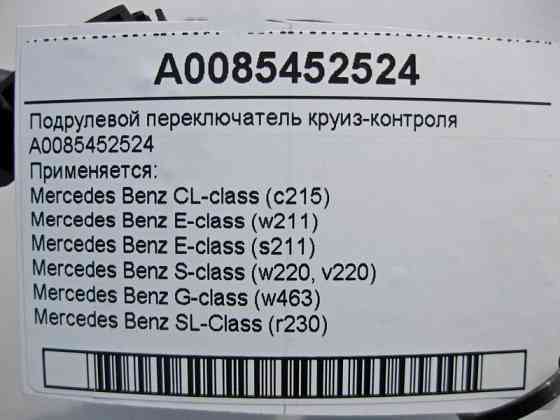 A0085452524
Подрулевой переключатель круиз-контроля
A0085452524
Применяется:
Mercedes Benz CL-class (c215)
Mercedes Benz E-class (w211)
Mercedes Benz E-class (s211)
Mercedes Benz S-class (w220, v220)
Mercedes Benz G-class (w463)
Mercedes Benz SL-Class (r230)